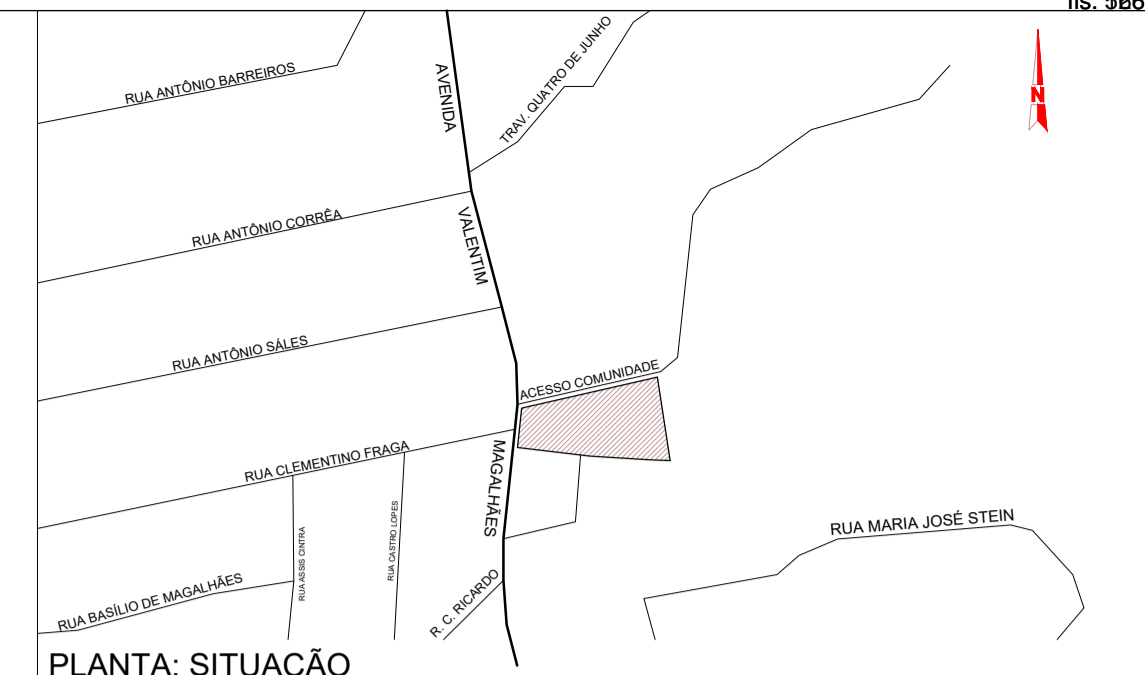 fls.
RUA ANTÔNIO BARREIROS
AVENIDA
TRAV. QUATRO DE JUNHO
N
RUA ANTÔNIO CORRÊA
VALENTIM
RUA ANTÔNIO SÁLES
ACESSO COMUNIDADE
RUA CLEMENTINO FRAGA
MAGALHÃES
RUA CASTRO LOPES
RUA ASSIS CINTRA
RUA MARIA JOSÉ STEIN
RUA BASÍLIO DE MAGALHÃES
R. C. RICARDO
PLANTA: SITUAÇÃO